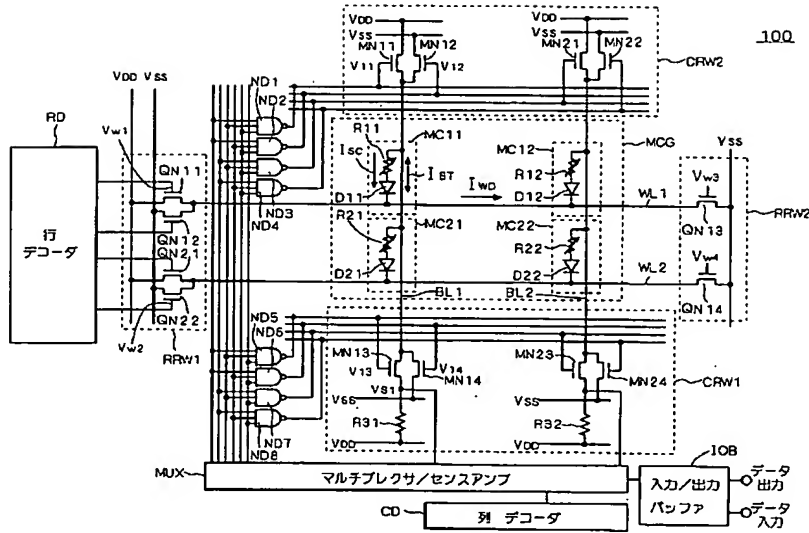 VDD
VSS
MN11
MN12
V11
V12
VDD
VSS
MN21
MN22
100
CRW2
VDD
VSS
ND1
ND2
ND3
ND4
RD
行
デコーダ
VW1
QN11
QN12
QN21
QN22
VW2
RRW1
R11
ISC
D11
MC11
IBT
IWD
MC12
R12
D12
MCG
WL1
VSS
VW3
QN13
RRW2
R21
D21
MC21
MC22
R22
D22
WL2
VW4
QN14
BL1
BL2
ND5
ND6
ND7
ND8
MN13
V13
V14
MN14
VS1
VSS
R31
VDD
MN23
MN24
VSS
R32
VDD
CRW1
MUX
マルチプレクサ/センスアンプ
CD
列 デコーダ
IOB
入力/出力
バッファ
データ
出力
データ
入力